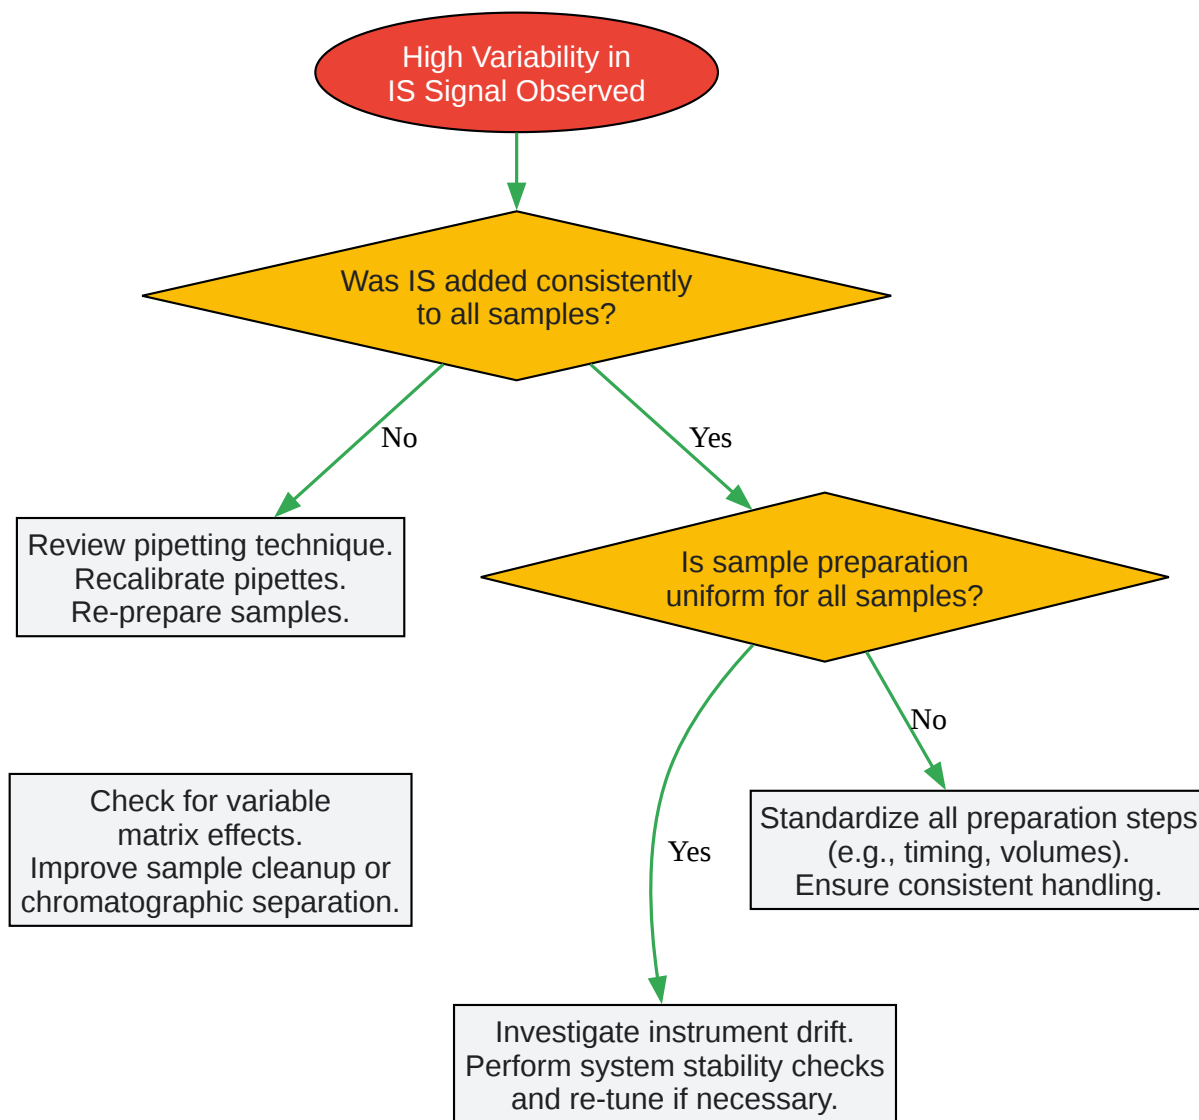 High Variability in
IS Signal Observed
Was IS added consistently
to all samples?
No
Yes
Review pipetting technique.
Recalibrate pipettes.
Re-prepare samples.
Is sample preparation
uniform for all samples?
No
Yes
Check for variable
matrix effects.
Improve sample cleanup or
chromatographic separation.
Standardize all preparation steps
(e.g., timing, volumes).
Ensure consistent handling.
Investigate instrument drift.
Perform system stability checks
and re-tune if necessary.